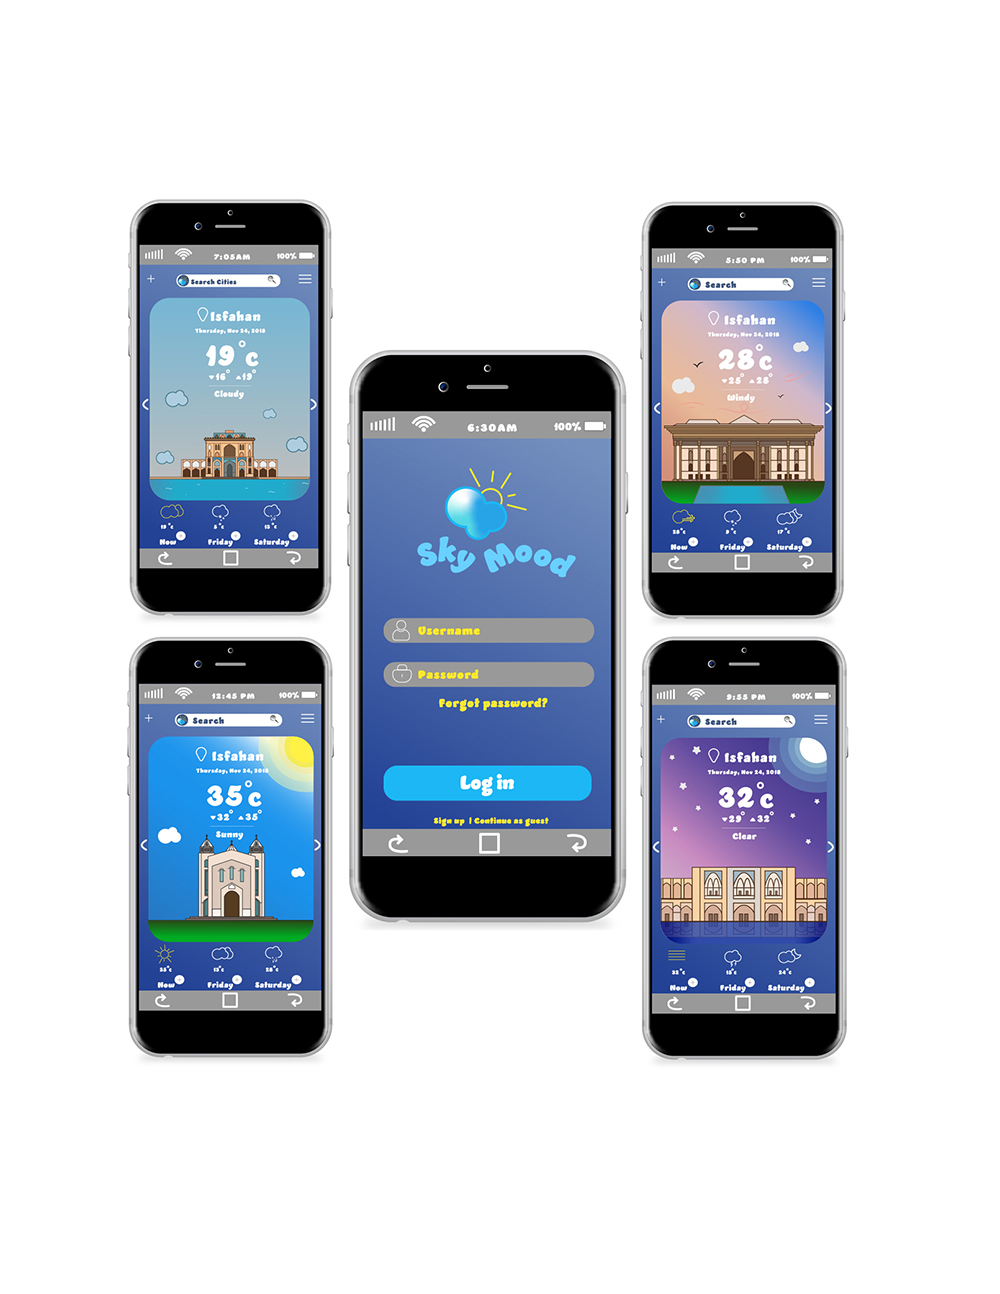 7:05AM 100%
Search Cities
Isfahan
Thursday, Nov 24, 2018
19°c
16° 19°
Cloudy
19°c 5°c 15°c
Now Friday Saturday
5:50 PM 100%
Search
Isfahan
Thursday, Nov 24, 2018
28°c
25° 28°
Windy
28°c 9°c 17°c
Now Friday Saturday
6:30AM 100%
Sky Mood
Username
Password
Forgot password?
Log in
Sign up | Continue as guest
12:45 PM 100%
Search
Isfahan
Thursday, Nov 24, 2018
35°c
32° 35°
Sunny
35°c 13°c 28°c
Now Friday Saturday
9:55 PM 100%
Search
Isfahan
Thursday, Nov 24, 2018
32°c
29° 32°
Clear
32°c 15°c 24°c
Now Friday Saturday